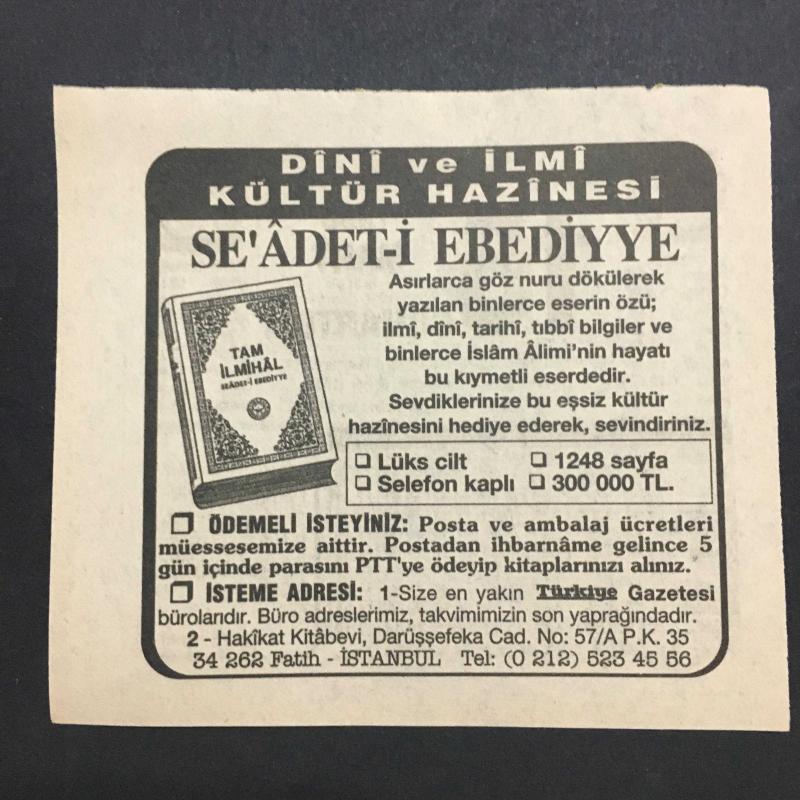 DÎNÎ ve İLMÎ
KÜLTÜR HAZÎNESİ
SE'ÂDET-İ EBEDİYYE
Asırlarca göz nuru dökülerek
yazılan binlerce eserin özü;
ilmî, dînî, tarihî, tıbbî bilgiler ve
binlerce İslâm Âlimi'nin hayatı
bu kıymetli eserdedir.
Sevdiklerinize bu eşsiz kültür
hazînesini hediye ederek, sevindiriniz.
TAM
İLMİHÂL
SEÂDET-İ EBEDİYYE
❑ Lüks cilt ❑ 1248 sayfa
❑ Selefon kaplı ❑ 300 000 TL.
❑ ÖDEMELİ İSTEYİNİZ: Posta ve ambalaj ücretleri
müessesemize aittir. Postadan ihbarnâme gelince 5
gün içinde parasını PTT'ye ödeyip kitaplarınızı alınız.
❑ İSTEME ADRESİ: 1-Size en yakın Türkiye Gazetesi
bürolarıdır. Büro adreslerimiz, takvimimizin son yaprağındadır.
2 - Hakîkat Kitâbevi, Darüşşefeka Cad. No: 57/A P.K. 35
34 262 Fatih - İSTANBUL Tel: (0 212) 523 45 56